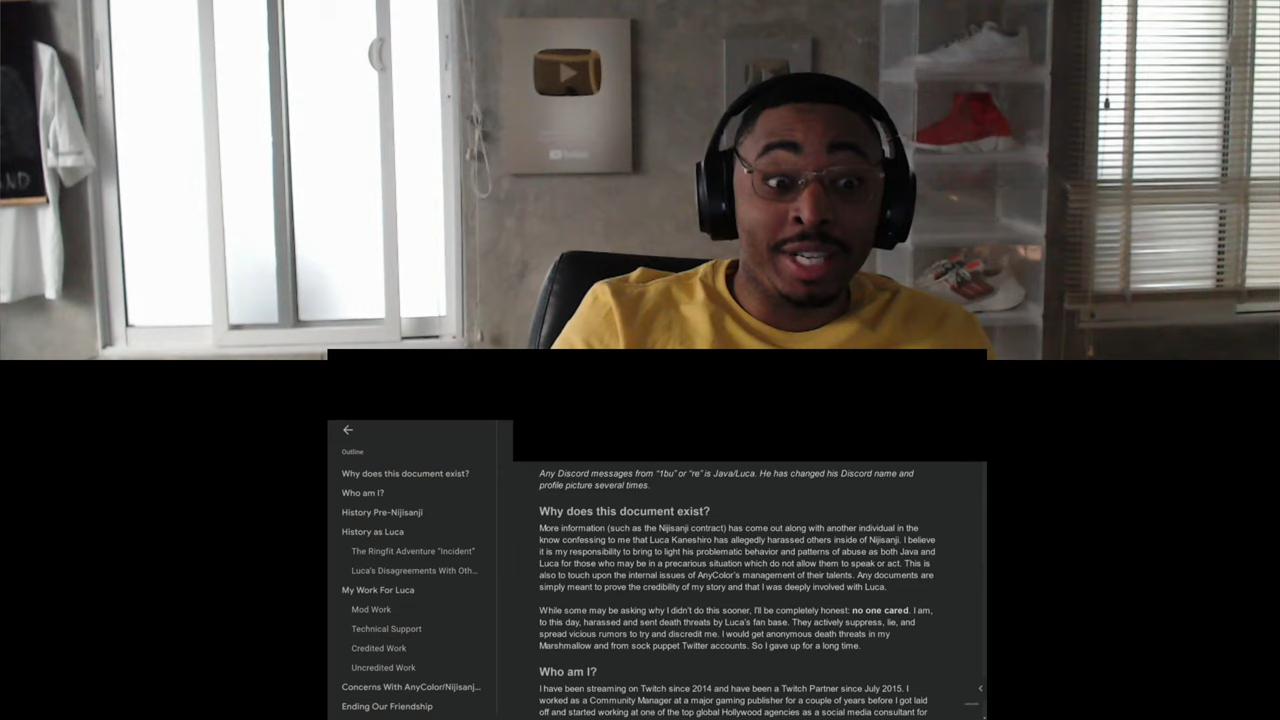 ND
YouTube
Outline
Why does this document exist?
Who am I?
History Pre-Nijisanji
History as Luca
The Ringfit Adventure “Incident”
Luca's Disagreements With Oth...
My Work For Luca
Mod Work
Technical Support
Credited Work
Uncredited Work
Concerns With AnyColor/Nijisanj...
Ending Our Friendship
Any Discord messages from “1bu” or “re” is Java/Luca. He has changed his Discord name and
profile picture several times.
Why does this document exist?
More information (such as the Nijisanji contract) has come out along with another individual in the
know confessing to me that Luca Kaneshiro has allegedly harassed others inside of Nijisanji. I believe
it is my responsibility to bring to light his problematic behavior and patterns of abuse as both Java and
Luca for those who may be in a precarious situation which do not allow them to speak or act. This is
also to touch upon the internal issues of AnyColor's management of their talents. Any documents are
simply meant to prove the credibility of my story and that I was deeply involved with Luca.
While some may be asking why I didn't do this sooner, I'll be completely honest: no one cared. I am,
to this day, harassed and sent death threats by Luca's fan base. They actively suppress, lie, and
spread vicious rumors to try and discredit me. I would get anonymous death threats in my
Marshmallow and from sock puppet Twitter accounts. So I gave up for a long time.
Who am I?
I have been streaming on Twitch since 2014 and have been a Twitch Partner since July 2015. I
worked as a Community Manager at a major gaming publisher for a couple of years before I got laid
off and started working at one of the top global Hollywood agencies as a social media consultant for